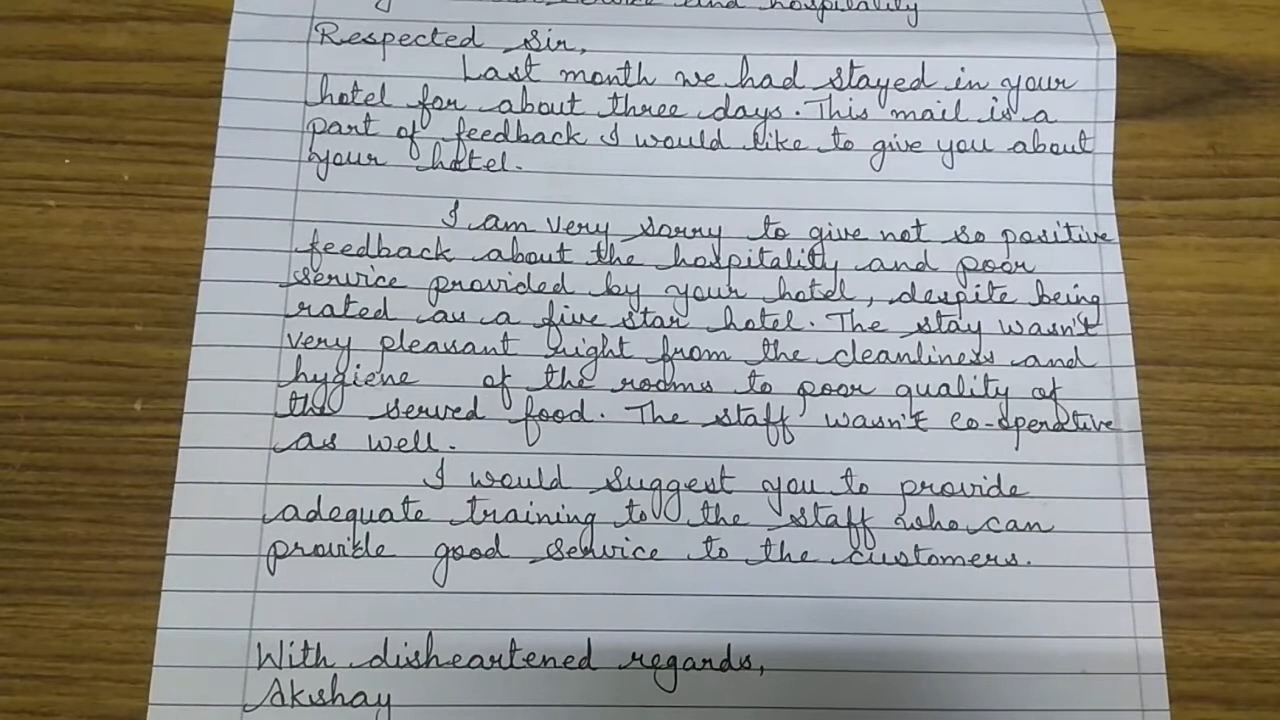 service and hospitality
Respected Sir,
Last month we had stayed in your
hotel for about three days. This mail is a
part of feedback I would like to give you about
your hotel.
I am very sorry to give not so positive
feedback about the hospitality and poor
service provided by your hotel, despite being
rated as a five star hotel. The stay wasn't
very pleasant right from the cleanliness and
hygiene of the rooms to poor quality of
the served food. The staff wasn't co-operative
as well.
I would suggest you to provide
adequate training to the staff who can
provide good service to the customers.
With disheartened regards,
Akshay